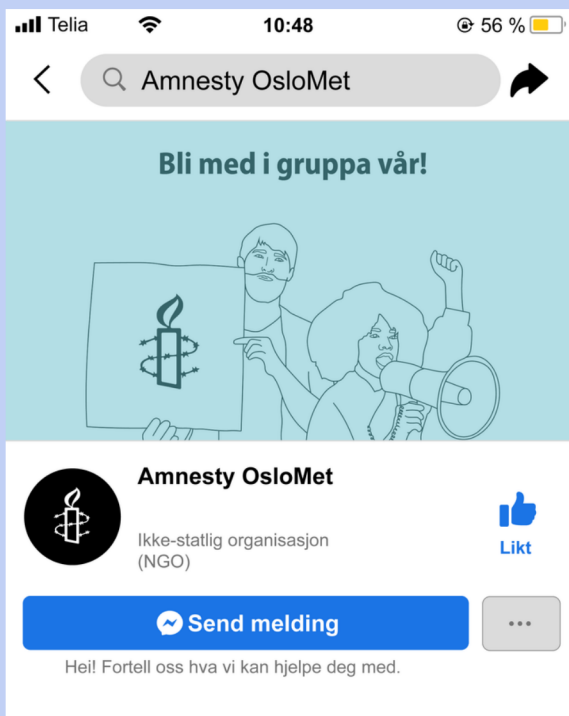 Telia 10:48 56 %
Amnesty OsloMet
Bli med i gruppa vår!
Amnesty OsloMet
Ikke-statlig organisasjon
(NGO)
Likt
Send melding
Hei! Fortell oss hva vi kan hjelpe deg med.